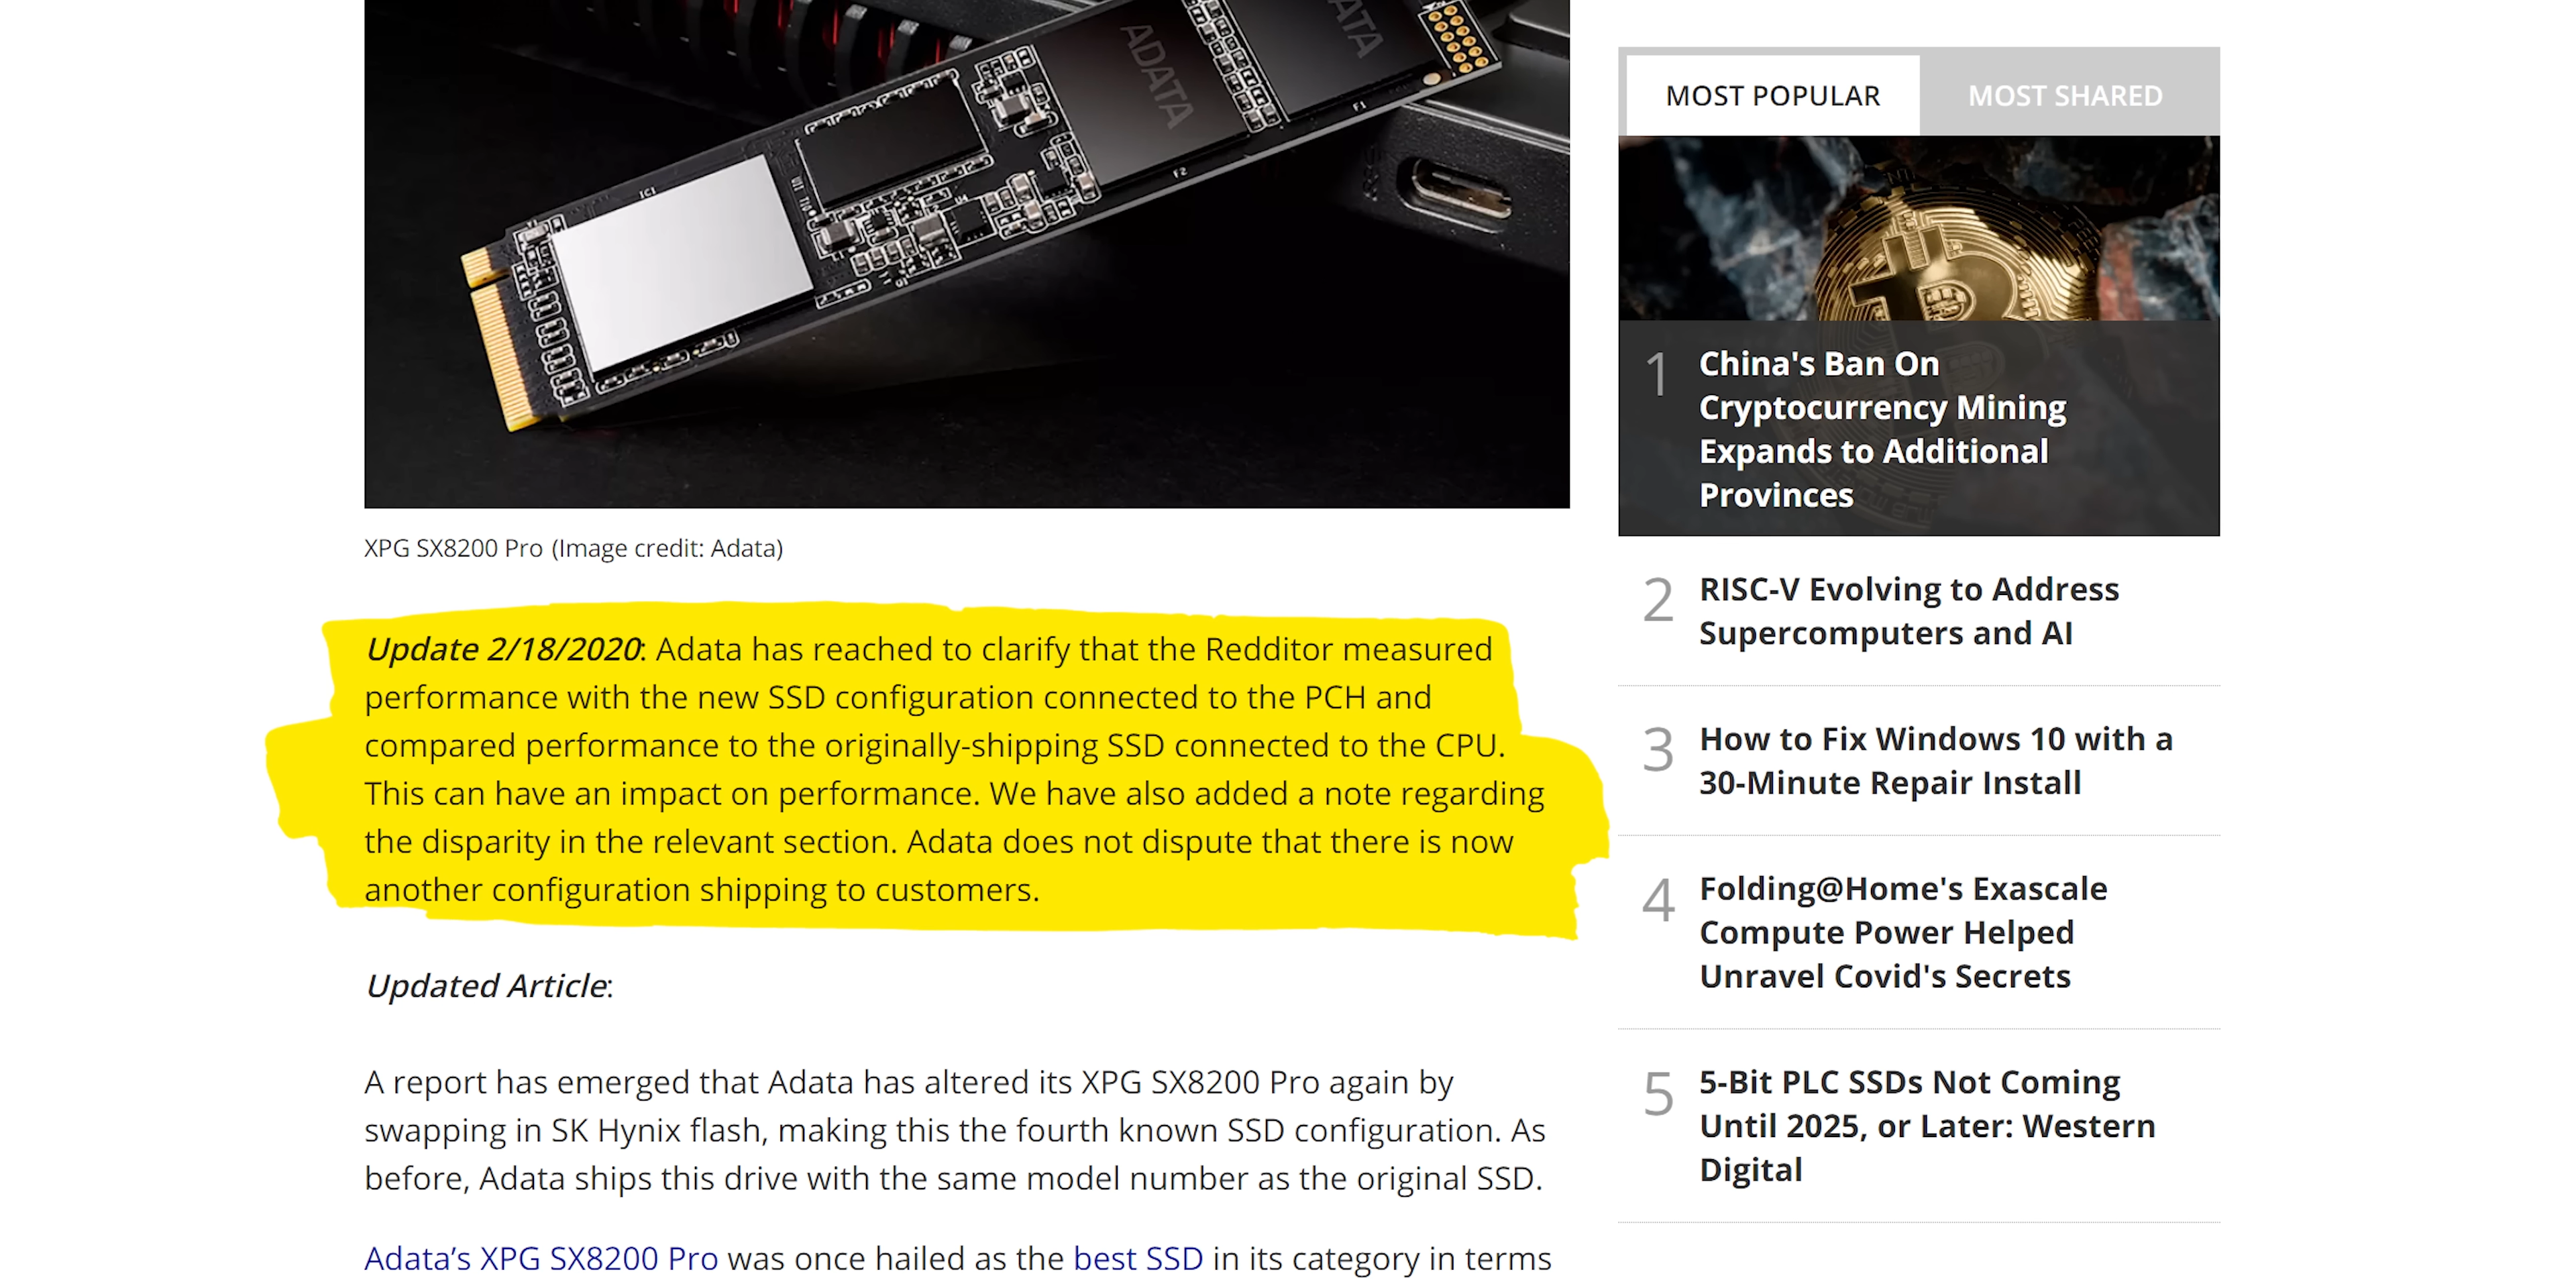 ADATA
ADATA
IC1
F2
F1
XPG SX8200 Pro (Image credit: Adata)
Update 2/18/2020: Adata has reached to clarify that the Redditor measured
performance with the new SSD configuration connected to the PCH and
compared performance to the originally-shipping SSD connected to the CPU.
This can have an impact on performance. We have also added a note regarding
the disparity in the relevant section. Adata does not dispute that there is now
another configuration shipping to customers.
Updated Article:
A report has emerged that Adata has altered its XPG SX8200 Pro again by
swapping in SK Hynix flash, making this the fourth known SSD configuration. As
before, Adata ships this drive with the same model number as the original SSD.
Adata’s XPG SX8200 Pro was once hailed as the best SSD in its category in terms
MOST POPULAR
MOST SHARED
1
China's Ban On
Cryptocurrency Mining
Expands to Additional
Provinces
2
RISC-V Evolving to Address
Supercomputers and AI
3
How to Fix Windows 10 with a
30-Minute Repair Install
4
Folding@Home's Exascale
Compute Power Helped
Unravel Covid's Secrets
5
5-Bit PLC SSDs Not Coming
Until 2025, or Later: Western
Digital